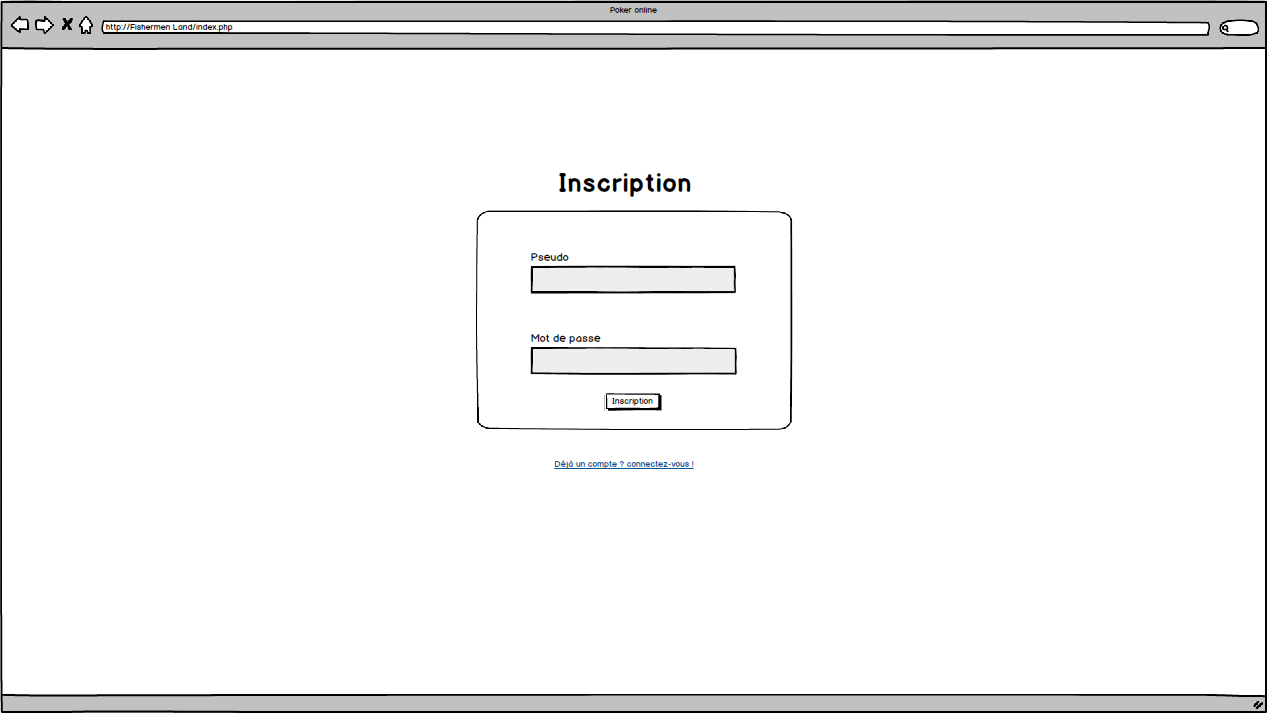 Poker online
http://Fishermen Land/index.php
Inscription
Pseudo
Mot de passe
Inscription
Déjà un compte ? connectez-vous !